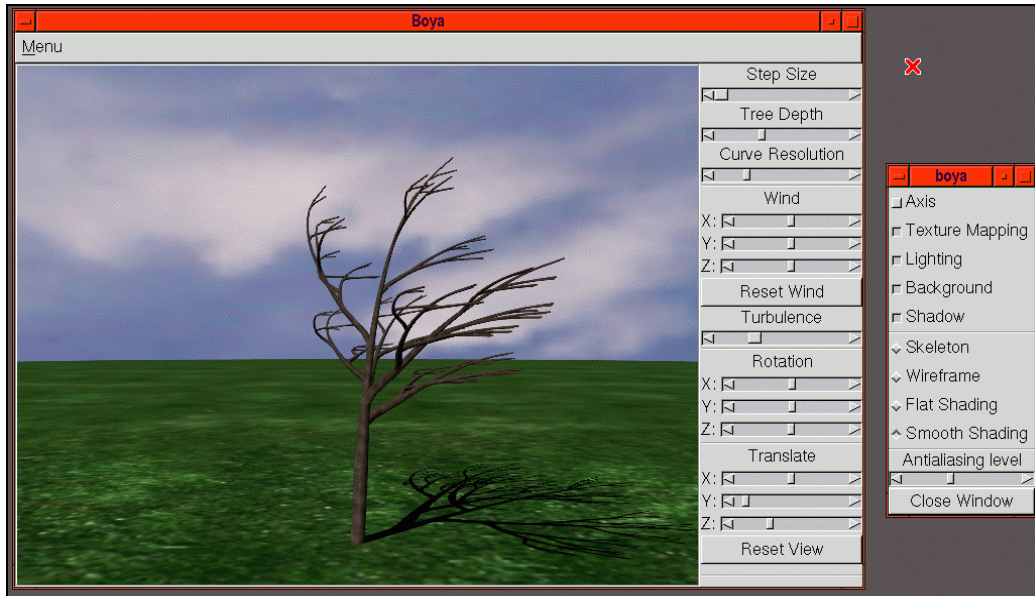 Boya
Menu
Step Size
Tree Depth
Curve Resolution
Wind
X:
Y:
Z:
Reset Wind
Turbulence
Rotation
X:
Y:
Z:
Translate
X:
Y:
Z:
Reset View
boya
Axis
Texture Mapping
Lighting
Background
Shadow
Skeleton
Wireframe
Flat Shading
Smooth Shading
Antialiasing level
Close Window